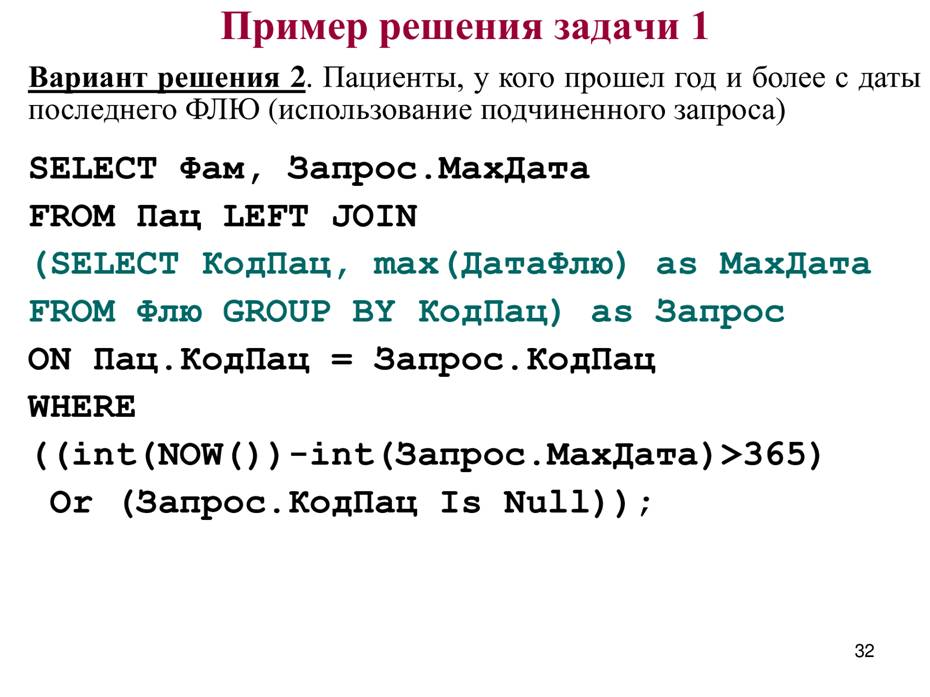 Пример решения задачи 1
Вариант решения 2. Пациенты, у кого прошел год и более с даты
последнего ФЛЮ (использование подчиненного запроса)
SELECT Фам, Запрос.МахДата
FROM Пац LEFT JOIN
(SELECT КодПац, max(ДатаФлю) as МахДата
FROM Флю GROUP BY КодПац) as Запрос
ON Пац.КодПац = Запрос.КодПац
WHERE
((int(NOW())-int(Запрос.МахДата)>365)
Or (Запрос.КодПац Is Null));
32